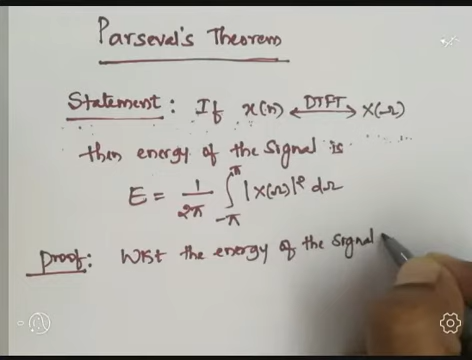 Parseval's Theorem
Statement: If x(n) <—DTFT—> X(Ω)
then energy of the Signal is
E = 1/2π ∫_{-π}^{π} |X(Ω)|² dΩ
Proof: WKT the energy of the Signal